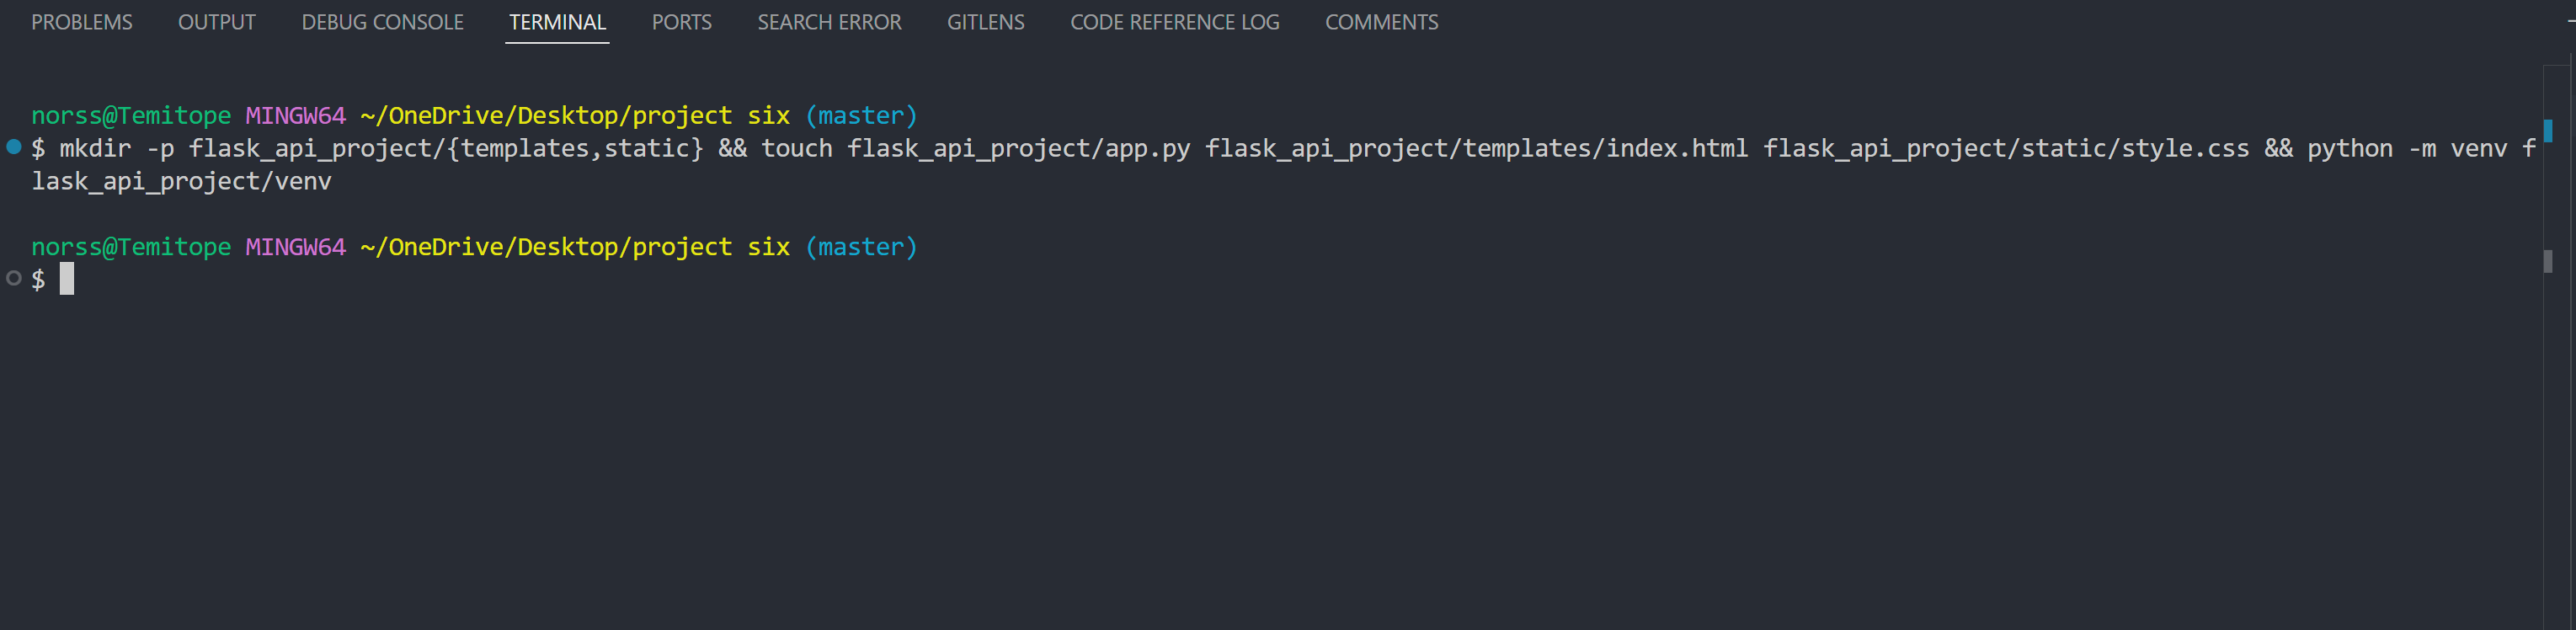 PROBLEMS OUTPUT DEBUG CONSOLE TERMINAL PORTS SEARCH ERROR GITLENS CODE REFERENCE LOG COMMENTS
norss@Temitope MINGW64 ~/OneDrive/Desktop/project six (master)
$ mkdir -p flask_api_project/{templates,static} && touch flask_api_project/app.py flask_api_project/templates/index.html flask_api_project/static/style.css && python -m venv f
lask_api_project/venv
norss@Temitope MINGW64 ~/OneDrive/Desktop/project six (master)
$